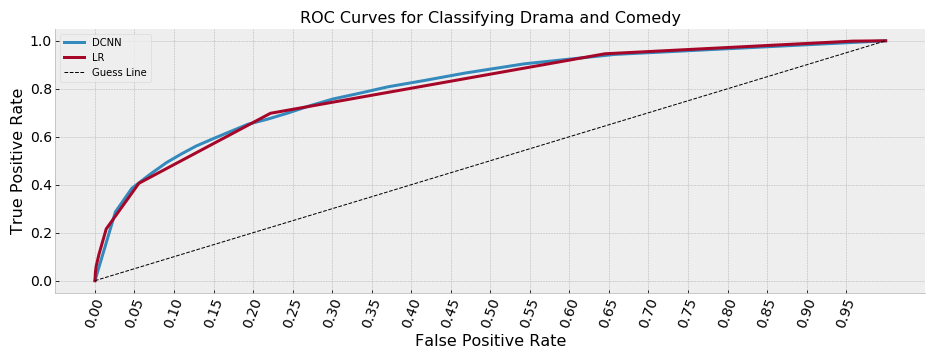 ROC Curves for Classifying Drama and Comedy
DCNN
LR
Guess Line
True Positive Rate
1.0
0.8
0.6
0.4
0.2
0.0
0.00 0.05 0.10 0.15 0.20 0.25 0.30 0.35 0.40 0.45 0.50 0.55 0.60 0.65 0.70 0.75 0.80 0.85 0.90 0.95
False Positive Rate